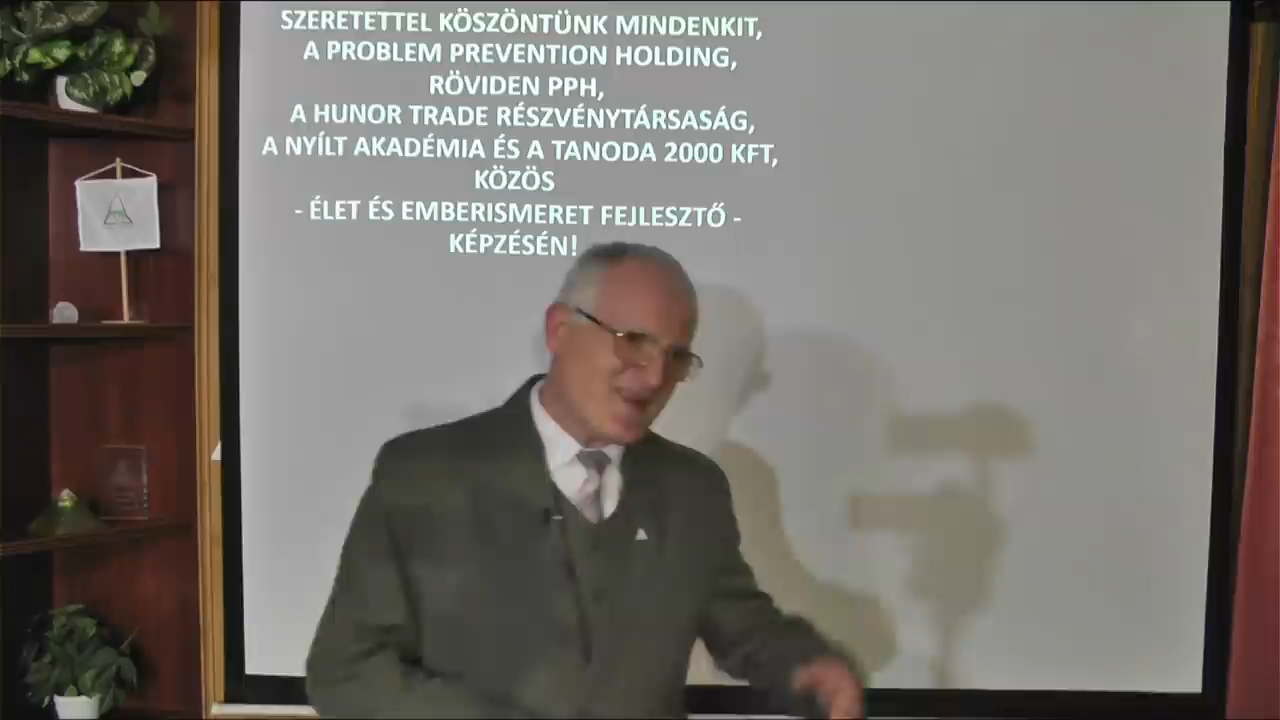 SZERETETTEL KÖSZÖNTÜNK MINDENKIT,
A PROBLEM PREVENTION HOLDING,
RÖVIDEN PPH,
A HUNOR TRADE RÉSZVÉNYTÁRSASÁG,
A NYÍLT AKADÉMIA ÉS A TANODA 2000 KFT,
KÖZÖS
- ÉLET ÉS EMBERISMERET FEJLESZTŐ -
KÉPZÉSÉN!